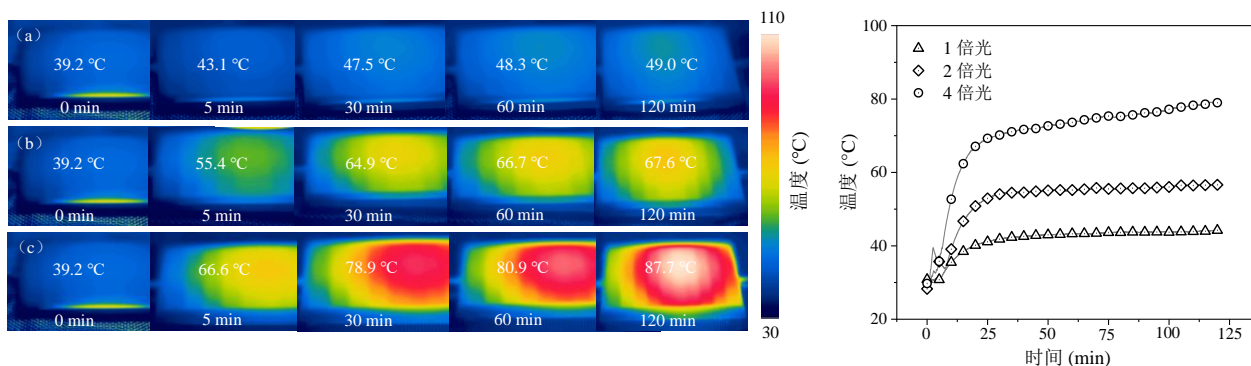 （a）
39.2 ℃ 43.1 ℃ 47.5 ℃ 48.3 ℃ 49.0 ℃
0 min 5 min 30 min 60 min 120 min
（b）
39.2 ℃ 55.4 ℃ 64.9 ℃ 66.7 ℃ 67.6 ℃
0 min 5 min 30 min 60 min 120 min
（c）
39.2 ℃ 66.6 ℃ 78.9 ℃ 80.9 ℃ 87.7 ℃
0 min 5 min 30 min 60 min 120 min
110
温度 (℃)
30
温度 (℃)
100
80
60
40
20
1 倍光
2 倍光
4 倍光
0 25 50 75 100 125
时间 (min)